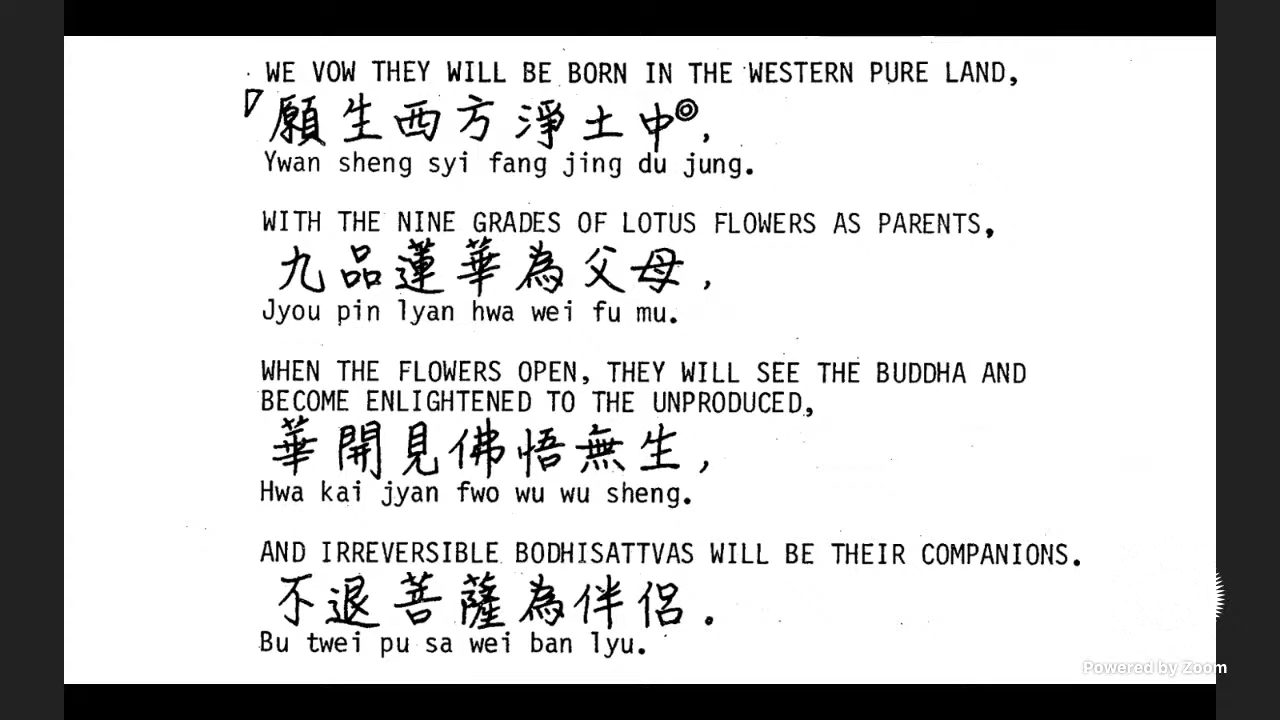 WE VOW THEY WILL BE BORN IN THE WESTERN PURE LAND,
願生西方淨土中◎,
Ywan sheng syi fang jing du jung.
WITH THE NINE GRADES OF LOTUS FLOWERS AS PARENTS,
九品蓮華為父母,
Jyou pin lyan hwa wei fu mu.
WHEN THE FLOWERS OPEN, THEY WILL SEE THE BUDDHA AND
BECOME ENLIGHTENED TO THE UNPRODUCED,
華開見佛悟無生,
Hwa kai jyan fwo wu wu sheng.
AND IRREVERSIBLE BODHISATTVAS WILL BE THEIR COMPANIONS.
不退菩薩為伴侶.
Bu twei pu sa wei ban lyu.
Powered by Zoom